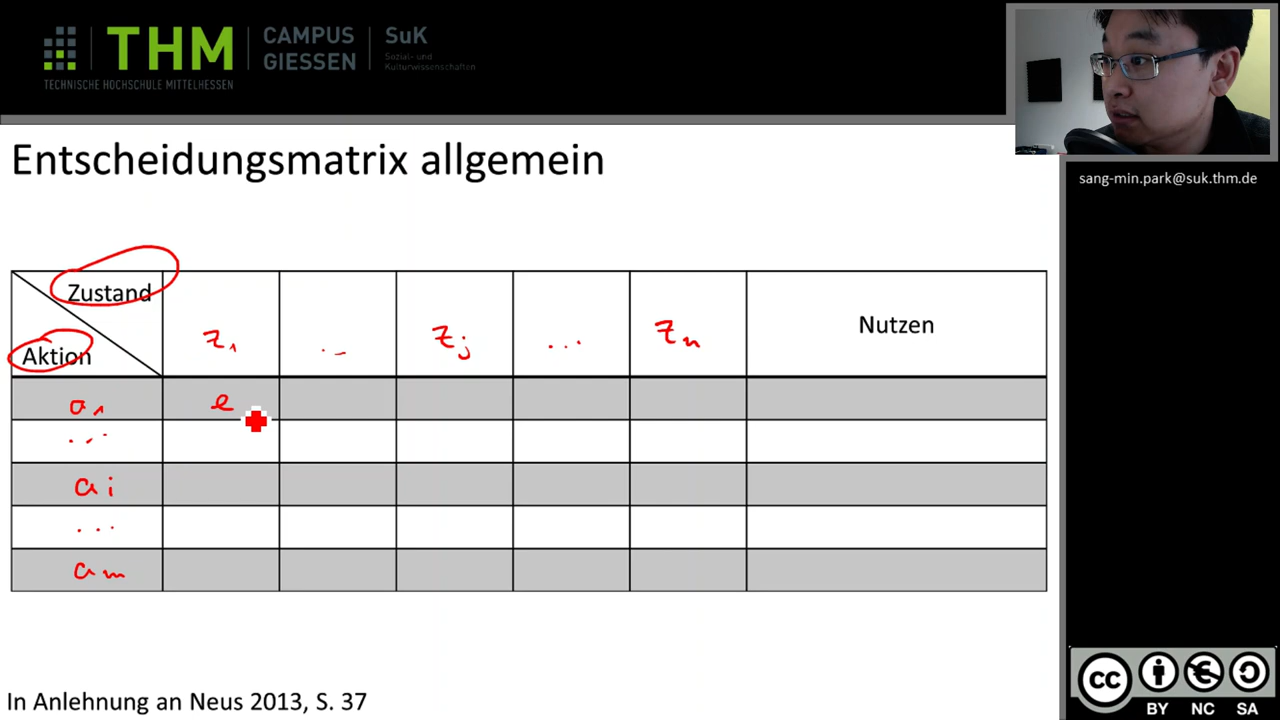 THM CAMPUS GIESSEN SuK
Sozial- und Kulturwissenschaften
TECHNISCHE HOCHSCHULE MITTELHESSEN
sang-min.park@suk.thm.de
Entscheidungsmatrix allgemein
Zustand
Aktion
z1 ... zj ... zn Nutzen
a1 e
...
ai
...
am
In Anlehnung an Neus 2013, S. 37
cc
BY NC SA